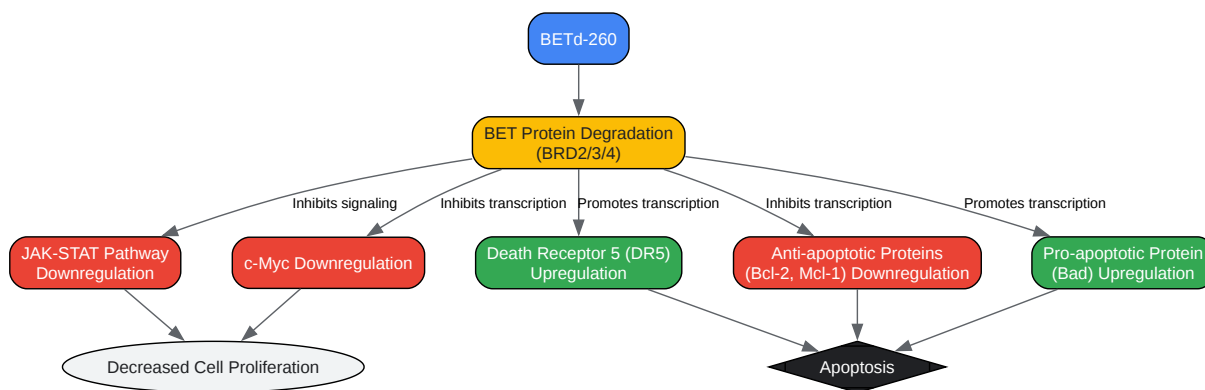 BETd-260
BET Protein Degradation
(BRD2/3/4)
Inhibits signaling
Inhibits transcription
Promotes transcription
Inhibits transcription
Promotes transcription
JAK-STAT Pathway
Downregulation
c-Myc Downregulation
Death Receptor 5 (DR5)
Upregulation
Anti-apoptotic Proteins
(Bcl-2, Mcl-1) Downregulation
Pro-apoptotic Protein
(Bad) Upregulation
Decreased Cell Proliferation
Apoptosis